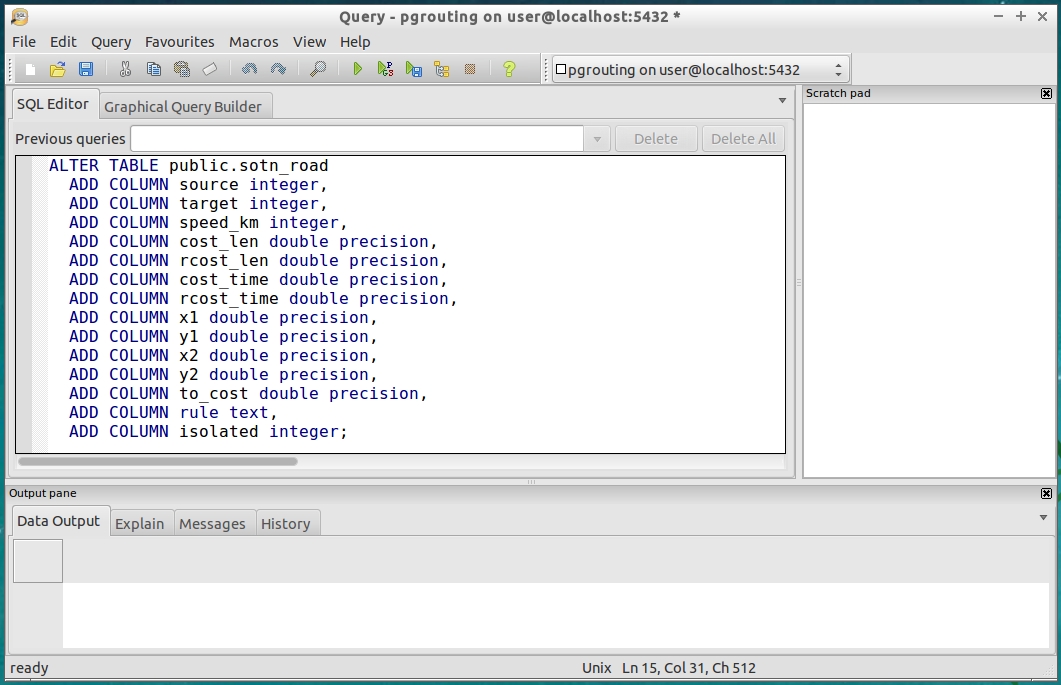 Query - pgrouting on user@localhost:5432 *
File Edit Query Favourites Macros View Help
pgrouting on user@localhost:5432
SQL Editor Graphical Query Builder
Scratch pad
Previous queries Delete Delete All
ALTER TABLE public.sotn_road
ADD COLUMN source integer,
ADD COLUMN target integer,
ADD COLUMN speed_km integer,
ADD COLUMN cost_len double precision,
ADD COLUMN rcost_len double precision,
ADD COLUMN cost_time double precision,
ADD COLUMN rcost_time double precision,
ADD COLUMN x1 double precision,
ADD COLUMN y1 double precision,
ADD COLUMN x2 double precision,
ADD COLUMN y2 double precision,
ADD COLUMN to_cost double precision,
ADD COLUMN rule text,
ADD COLUMN isolated integer;
Output pane
Data Output Explain Messages History
ready Unix Ln 15, Col 31, Ch 512